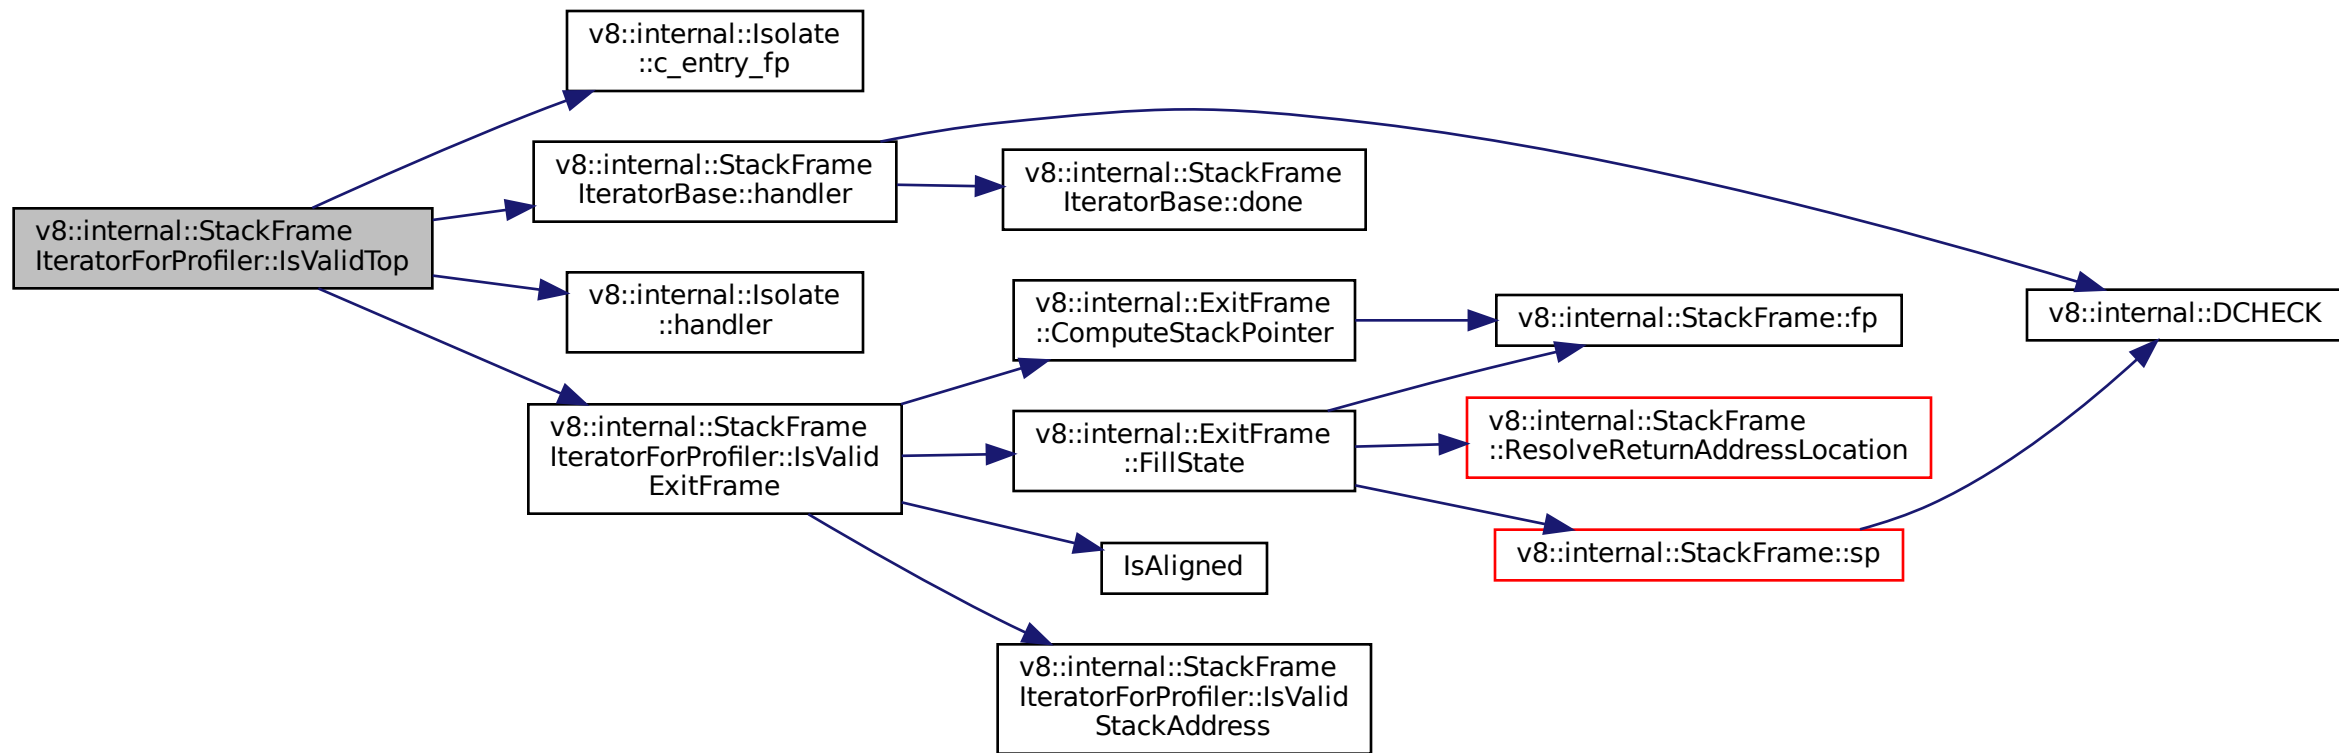 v8::internal::Isolate
::c_entry_fp
v8::internal::StackFrame
IteratorBase::handler
v8::internal::StackFrame
IteratorBase::done
v8::internal::StackFrame
IteratorForProfiler::IsValidTop
v8::internal::Isolate
::handler
v8::internal::ExitFrame
::ComputeStackPointer
v8::internal::StackFrame::fp
v8::internal::DCHECK
v8::internal::StackFrame
IteratorForProfiler::IsValid
ExitFrame
v8::internal::ExitFrame
::FillState
v8::internal::StackFrame
::ResolveReturnAddressLocation
v8::internal::StackFrame::sp
IsAligned
v8::internal::StackFrame
IteratorForProfiler::IsValid
StackAddress